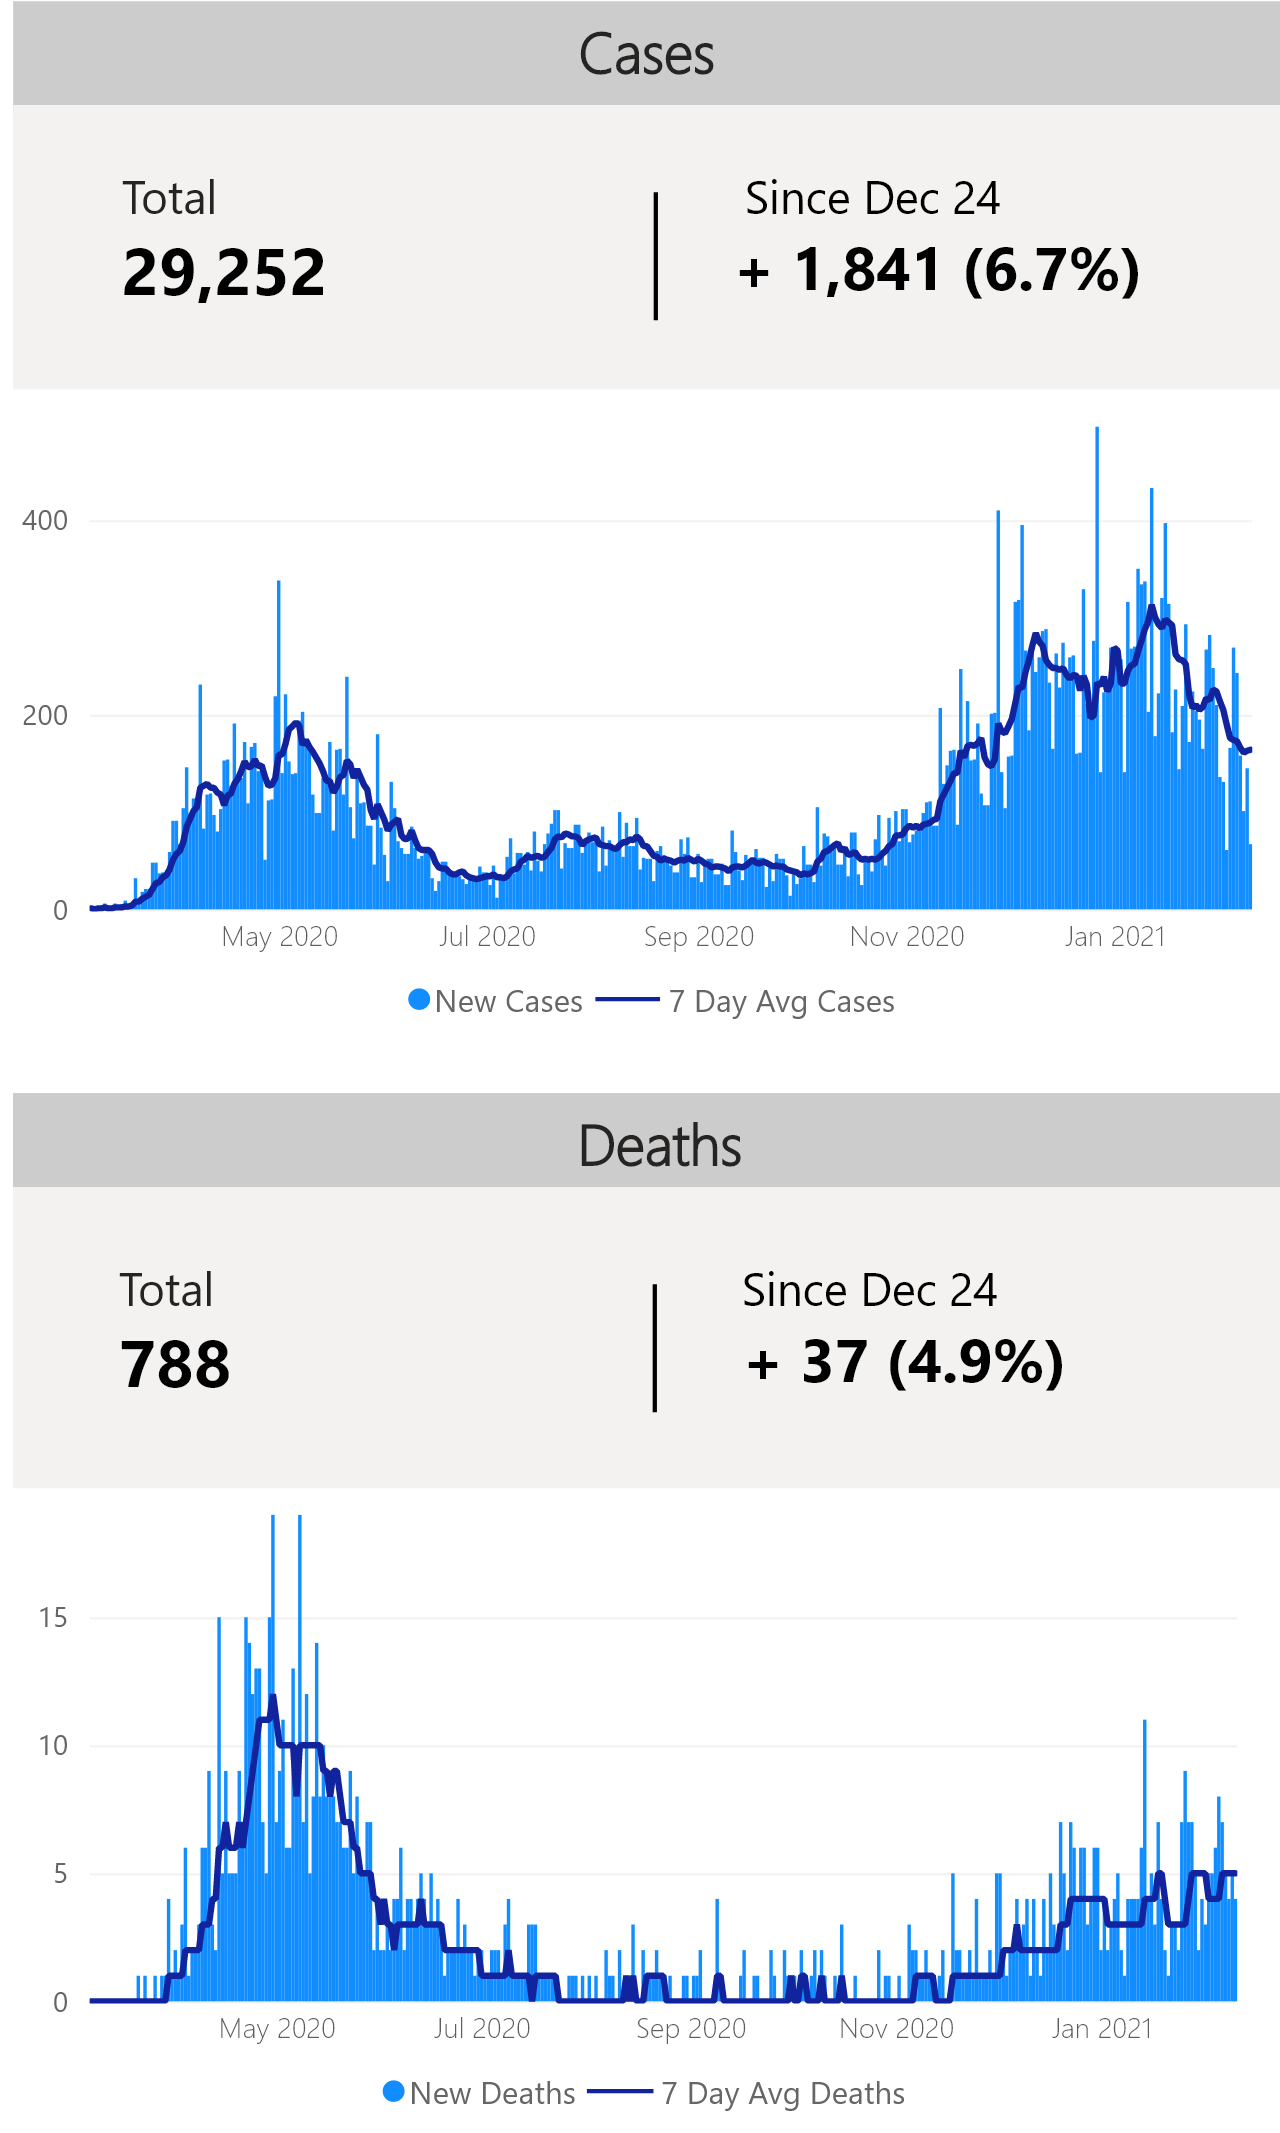 Cases
Total
Since Dec 24
29,252
+ 1,841 (6.7%)
400
200
0
May 2020
Jul 2020
Sep 2020
Nov 2020
Jan 2021
New Cases
7 Day Avg Cases
Deaths
Total
Since Dec 24
788
+ 37 (4.9%)
15
10
5
0
May 2020
Jul 2020
Sep 2020
Nov 2020
Jan 2021
New Deaths
7 Day Avg Deaths